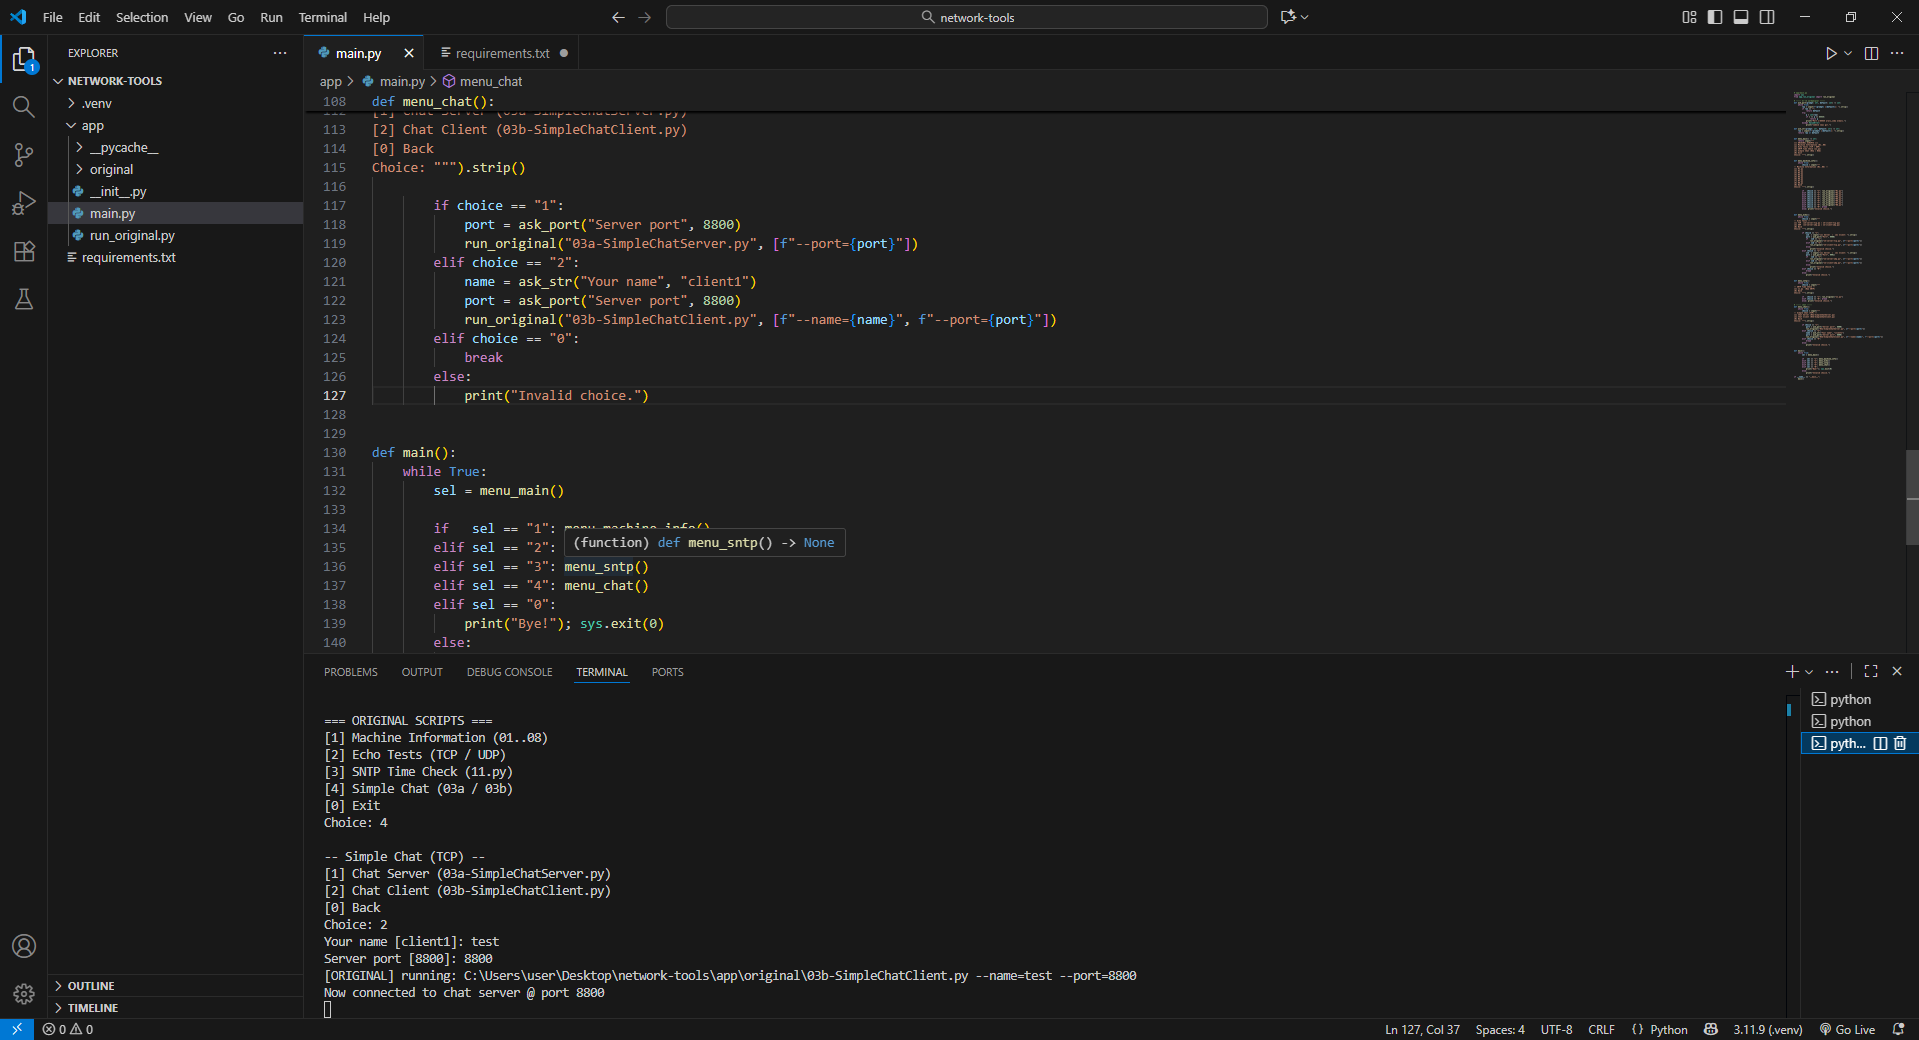 File Edit Selection View Go Run Terminal Help
network-tools
EXPLORER
NETWORK-TOOLS
.venv
app
__pycache__
original
__init__.py
main.py
run_original.py
requirements.txt
OUTLINE
TIMELINE
1
main.py
requirements.txt
app > main.py > menu_chat
108 def menu_chat():
112 [1] Chat Server (03a-SimpleChatServer.py)
113 [2] Chat Client (03b-SimpleChatClient.py)
114 [0] Back
115 Choice: """).strip()
116
117 if choice == "1":
118 port = ask_port("Server port", 8800)
119 run_original("03a-SimpleChatServer.py", [f"--port={port}"])
120 elif choice == "2":
121 name = ask_str("Your name", "client1")
122 port = ask_port("Server port", 8800)
123 run_original("03b-SimpleChatClient.py", [f"--name={name}", f"--port={port}"])
124 elif choice == "0":
125 break
126 else:
127 print("Invalid choice.")
128
129
130 def main():
131 while True:
132 sel = menu_main()
133
134 if sel == "1": menu_machine_info()
135 elif sel == "2":
(function) def menu_sntp() -> None
136 elif sel == "3": menu_sntp()
137 elif sel == "4": menu_chat()
138 elif sel == "0":
139 print("Bye!"); sys.exit(0)
140 else:
PROBLEMS OUTPUT DEBUG CONSOLE TERMINAL PORTS
=== ORIGINAL SCRIPTS ===
[1] Machine Information (01..08)
[2] Echo Tests (TCP / UDP)
[3] SNTP Time Check (11.py)
[4] Simple Chat (03a / 03b)
[0] Exit
Choice: 4
-- Simple Chat (TCP) --
[1] Chat Server (03a-SimpleChatServer.py)
[2] Chat Client (03b-SimpleChatClient.py)
[0] Back
Choice: 2
Your name [client1]: test
Server port [8800]: 8800
[ORIGINAL] running: C:\Users\user\Desktop\network-tools\app\original\03b-SimpleChatClient.py --name=test --port=8800
Now connected to chat server @ port 8800
python
python
pyth...
0 0
Ln 127, Col 37 Spaces: 4 UTF-8 CRLF {} Python 3.11.9 (.venv) Go Live